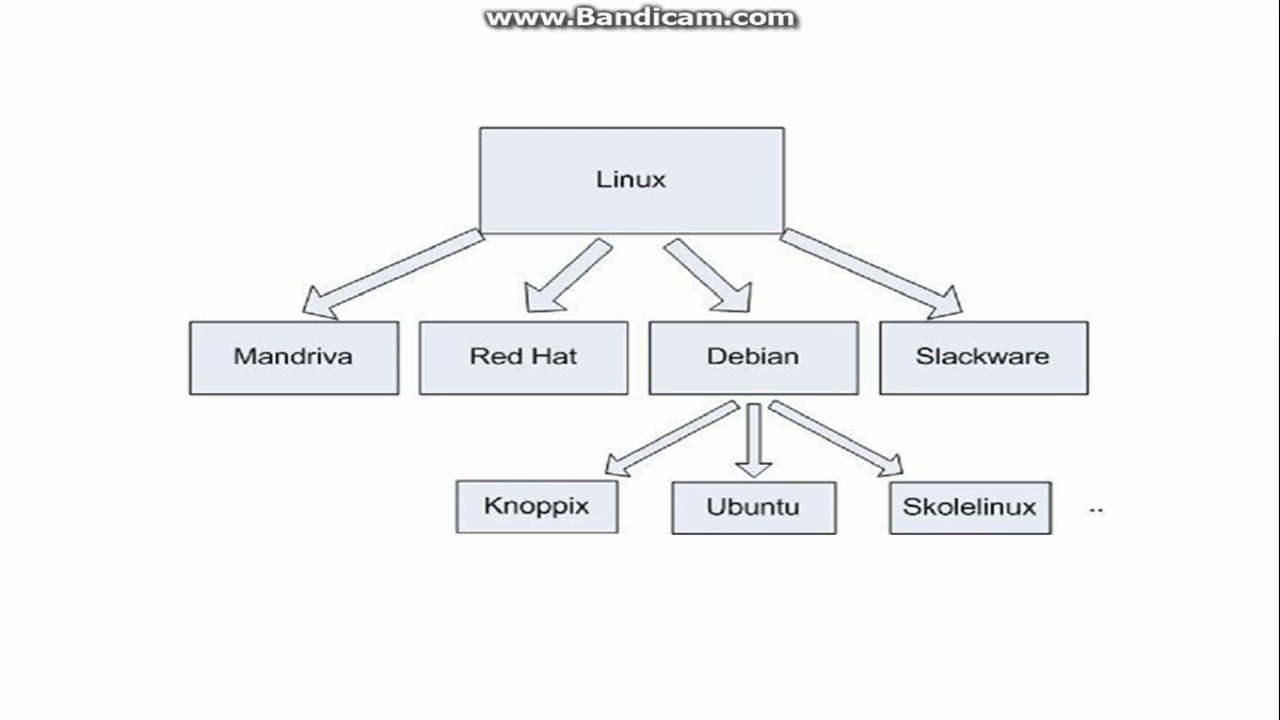 www.Bandicam.com
Linux
Mandriva
Red Hat
Debian
Slackware
Knoppix
Ubuntu
Skolelinux
..